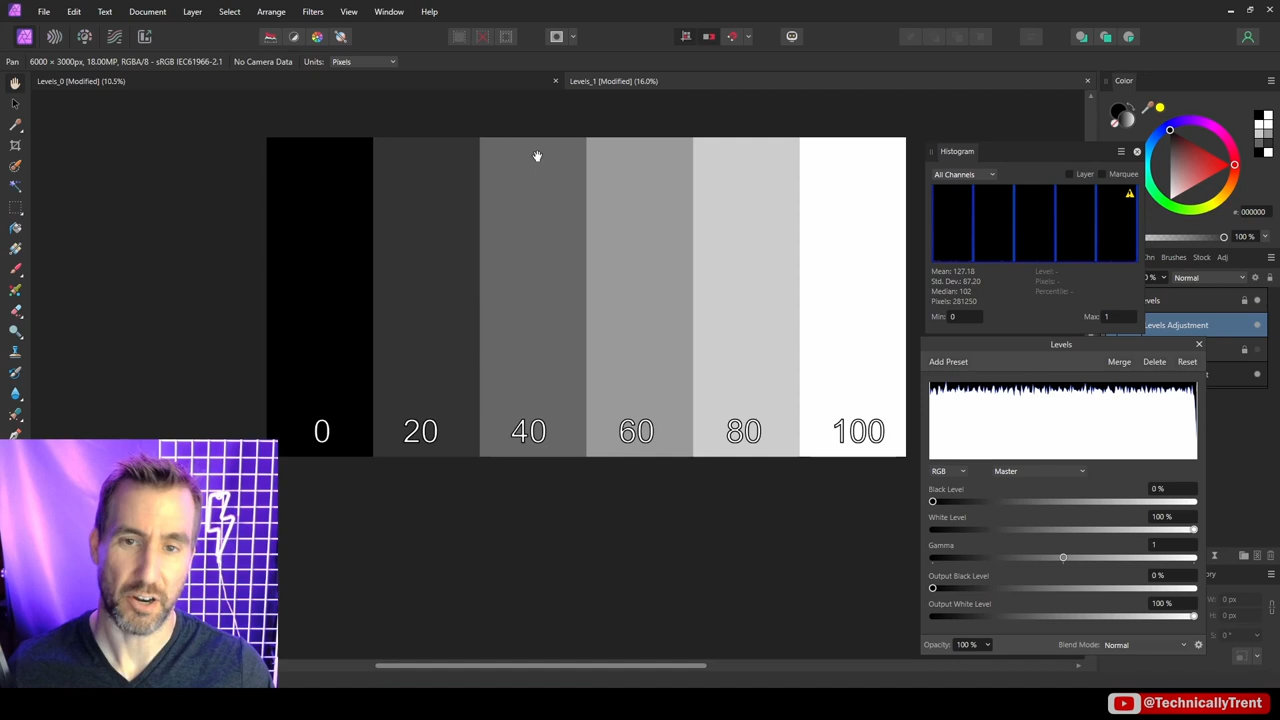 File Edit Text Document Layer Select Arrange Filters View Window Help
Pan 6000 × 3000px, 18.00MP, RGBA/8 - sRGB IEC61966-2.1 No Camera Data Units: Pixels
Levels_0 [Modified] (10.5%) Levels_1 [Modified] (16.0%)
Color
Histogram
All Channels Layer Marquee
Mean: 127.18
Std. Dev.: 87.20
Median: 102
Pixels: 281250
Level: -
Pixels: -
Percentile: -
Min: 0 Max: 1
#: 000000
100 %
Brushes Stock Adj
Normal
Levels Adjustment
Levels
Add Preset Merge Delete Reset
RGB Master
Black Level 0 %
White Level 100 %
Gamma 1
Output Black Level 0 %
Output White Level 100 %
Opacity: 100 % Blend Mode: Normal
W: 0 px
H: 0 px
S: 0 °
0 20 40 60 80 100
@TechnicallyTrent